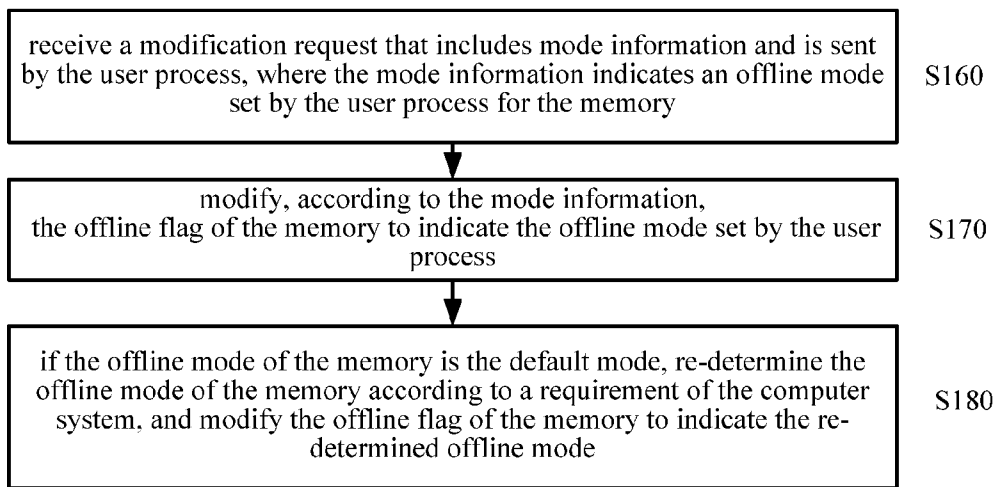 receive a modification request that includes mode information and is sent
by the user process, where the mode information indicates an offline mode
set by the user process for the memory
S160
modify, according to the mode information,
the offline flag of the memory to indicate the offline mode set by the user
process
S170
if the offline mode of the memory is the default mode, re-determine the
offline mode of the memory according to a requirement of the computer
system, and modify the offline flag of the memory to indicate the re-
determined offline mode
S180